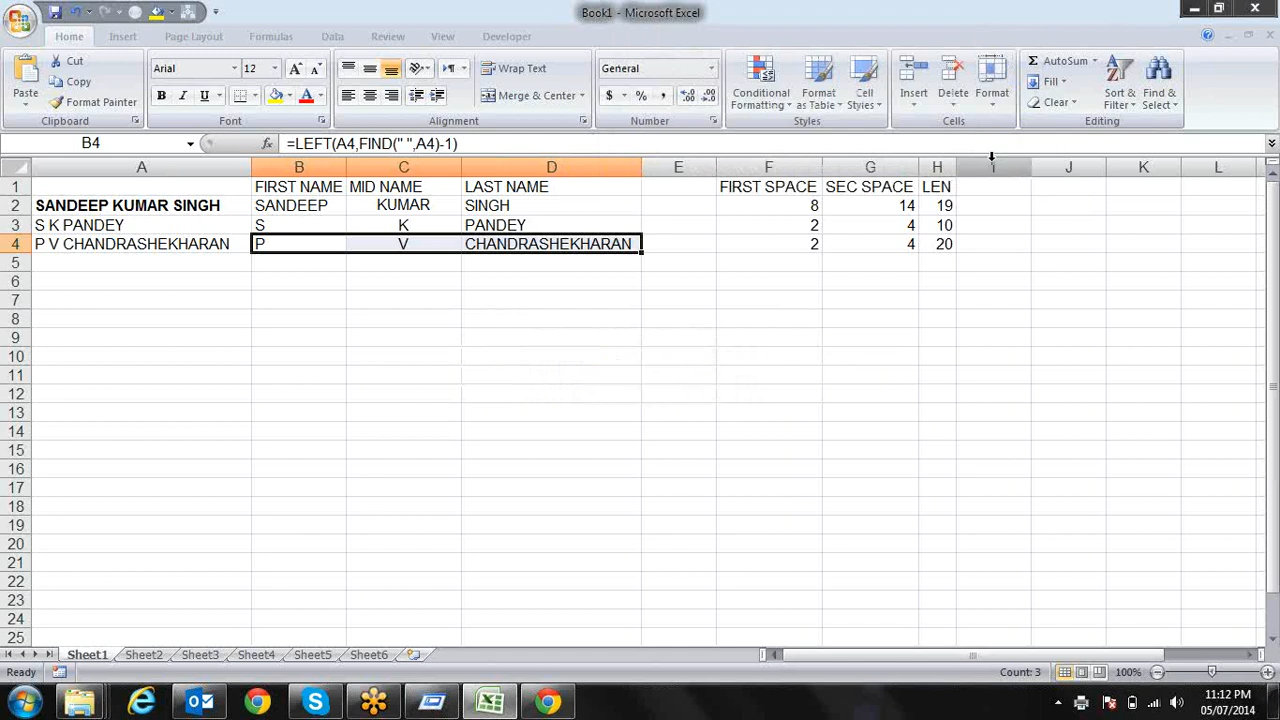 Book1 - Microsoft Excel
Home Insert Page Layout Formulas Data Review View Developer
Paste Cut Copy Format Painter Clipboard
Arial 12 B I U A A A Font
Wrap Text Merge & Center Alignment
General $ % , Number
Conditional Formatting Format as Table Cell Styles Styles
Insert Delete Format Cells
Σ AutoSum Fill Clear Sort & Filter Find & Select Editing
B4 fx =LEFT(A4,FIND(" ",A4)-1)
A B C D E F G H I J K L
1 FIRST NAME MID NAME LAST NAME FIRST SPACE SEC SPACE LEN
2 SANDEEP KUMAR SINGH SANDEEP KUMAR SINGH 8 14 19
3 S K PANDEY S K PANDEY 2 4 10
4 P V CHANDRASHEKHARAN P V CHANDRASHEKHARAN 2 4 20
5
6
7
8
9
10
11
12
13
14
15
16
17
18
19
20
21
22
23
24
25
Sheet1 Sheet2 Sheet3 Sheet4 Sheet5 Sheet6
Ready Count: 3 100%
11:12 PM
05/07/2014